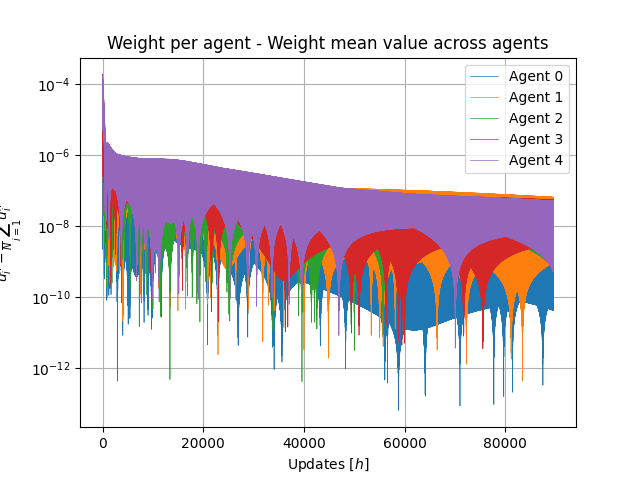 Weight per agent - Weight mean value across agents
Agent 0
Agent 1
Agent 2
Agent 3
Agent 4
10⁻⁴
10⁻⁶
10⁻⁸
10⁻¹⁰
10⁻¹²
0 20000 40000 60000 80000
Updates [h]